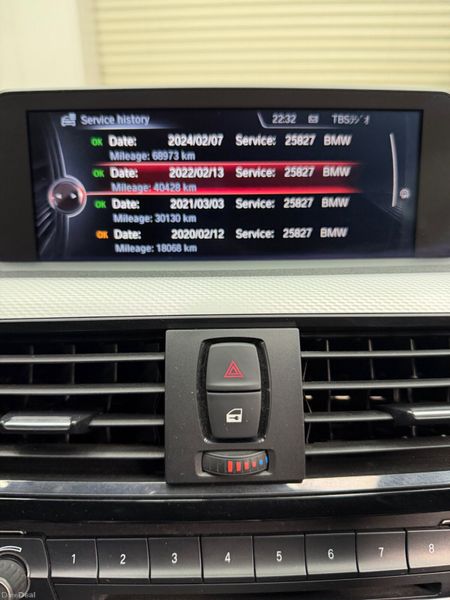 Service history 22:32 TBSラジオ
OK Date: 2024/02/07 Service: 25827 BMW
Mileage: 68973 km
OK Date: 2022/02/13 Service: 25827 BMW
Mileage: 40428 km
OK Date: 2021/03/03 Service: 25827 BMW
Mileage: 30130 km
OK Date: 2020/02/12 Service: 25827 BMW
Mileage: 18068 km
1 2 3 4 5 6 7 8
DoneDeal